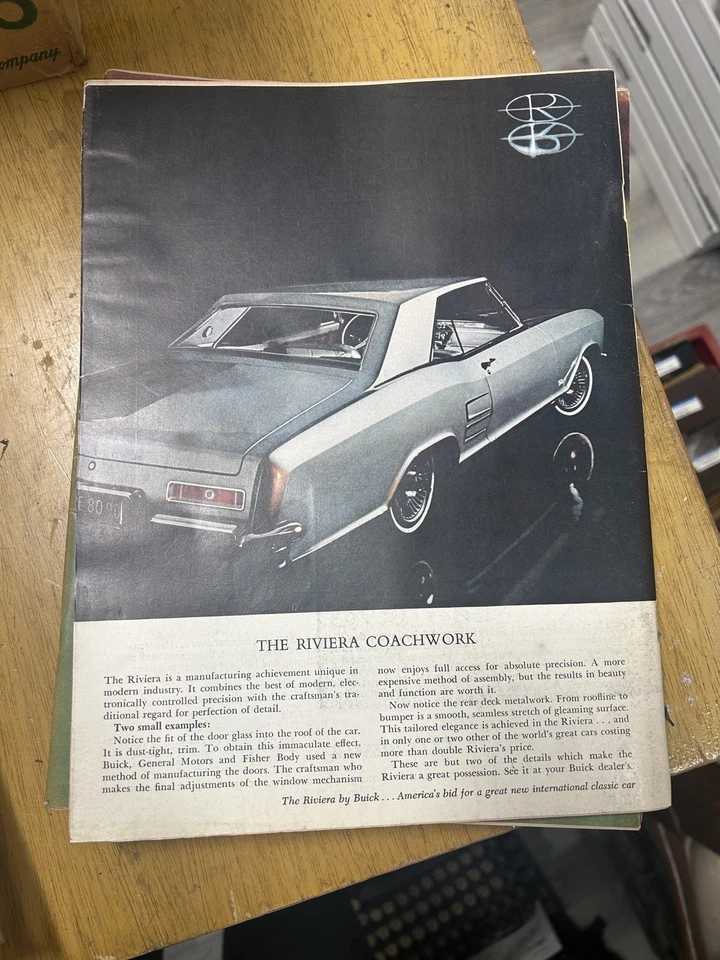 ompany
R
THE RIVIERA COACHWORK
The Riviera is a manufacturing achievement unique in
modern industry. It combines the best of modern, elec-
tronically controlled precision with the craftsman's tra-
ditional regard for perfection of detail.
Two small examples:
Notice the fit of the door glass into the roof of the car.
It is dust-tight, trim. To obtain this immaculate effect,
Buick, General Motors and Fisher Body used a new
method of manufacturing the doors. The craftsman who
makes the final adjustments of the window mechanism
now enjoys full access for absolute precision. A more
expensive method of assembly, but the results in beauty
and function are worth it.
Now notice the rear deck metalwork. From roofline to
bumper is a smooth, seamless stretch of gleaming surface.
This tailored elegance is achieved in the Riviera . . . and
in only one or two other of the world's great cars costing
more than double Riviera's price.
These are but two of the details which make the
Riviera a great possession. See it at your Buick dealer's.
The Riviera by Buick . . . America's bid for a great new international classic car